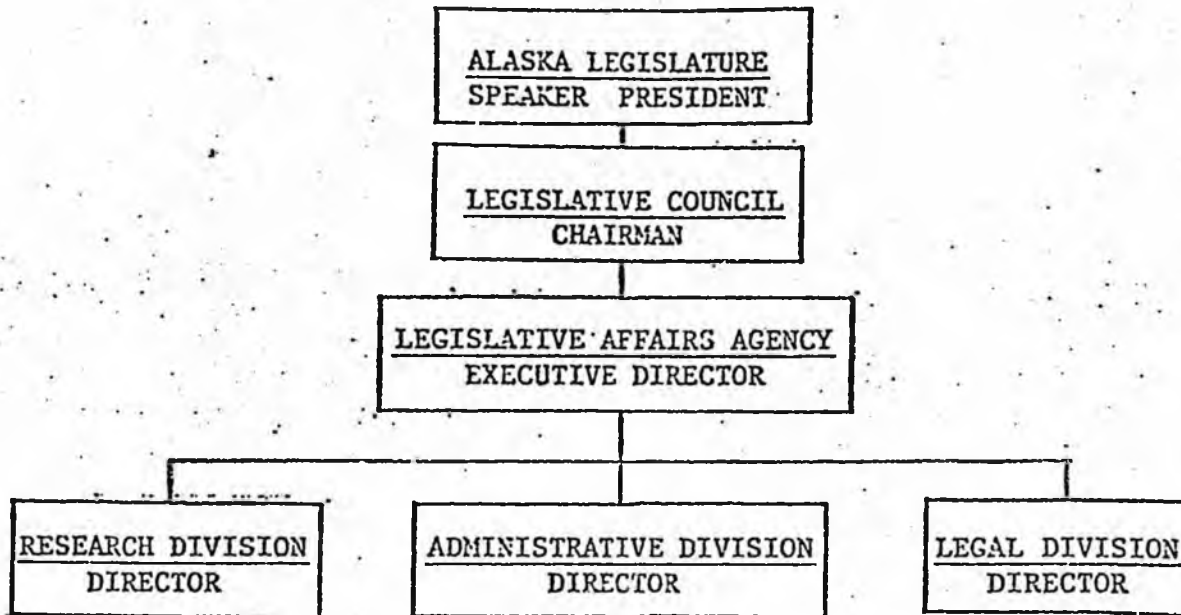 ALASKA LEGISLATURE
SPEAKER PRESIDENT
LEGISLATIVE COUNCIL
CHAIRMAN
LEGISLATIVE AFFAIRS AGENCY
EXECUTIVE DIRECTOR
RESEARCH DIVISION
DIRECTOR
ADMINISTRATIVE DIVISION
DIRECTOR
LEGAL DIVISION
DIRECTOR